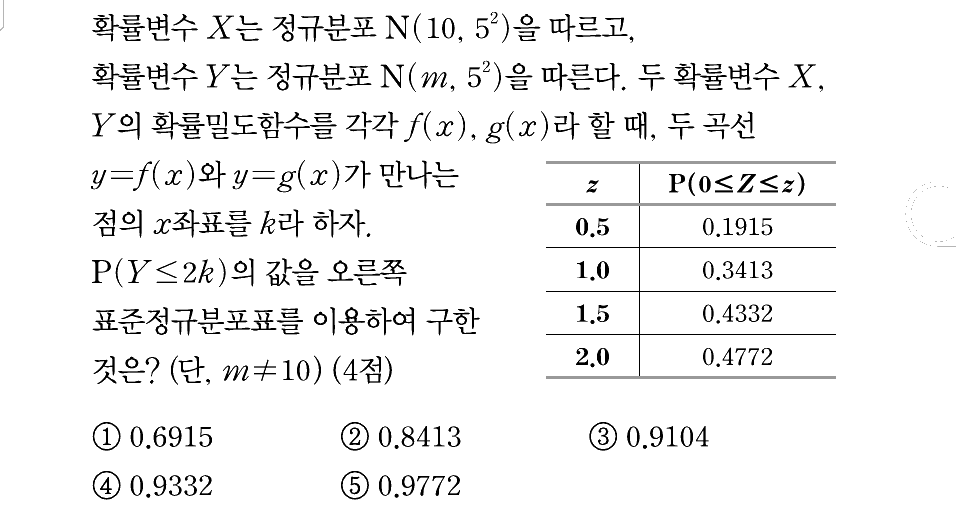 확률변수 X는 정규분포 N(10, 5²)을 따르고,
확률변수 Y는 정규분포 N(m, 5²)을 따른다. 두 확률변수 X,
Y의 확률밀도함수를 각각 f(x), g(x)라 할 때, 두 곡선
y=f(x)와 y=g(x)가 만나는
점의 x좌표를 k라 하자.
P(Y≤2k)의 값을 오른쪽
표준정규분포표를 이용하여 구한
것은? (단, m≠10) (4점)
z P(0≤Z≤z)
0.5 0.1915
1.0 0.3413
1.5 0.4332
2.0 0.4772
① 0.6915 ② 0.8413 ③ 0.9104
④ 0.9332 ⑤ 0.9772